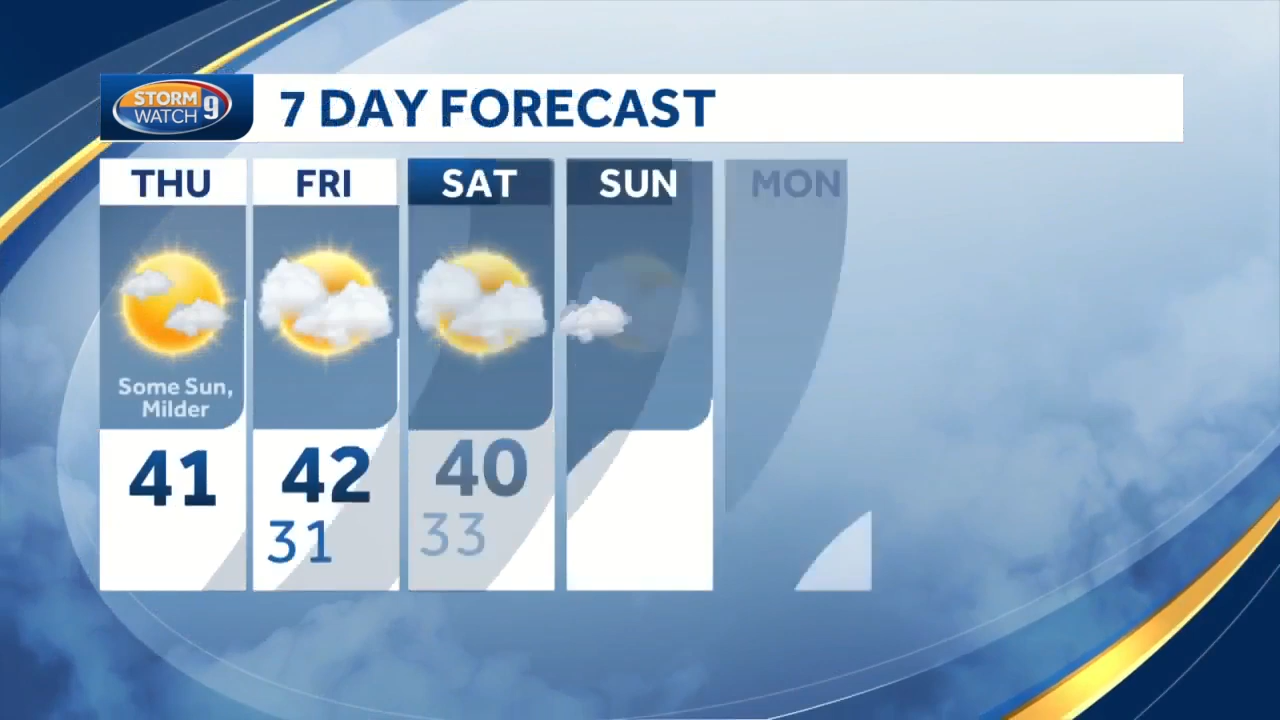 STORM
WATCH 9
7 DAY FORECAST
THU
FRI
SAT
SUN
MON
Some Sun,
Milder
41
42
40
31
33